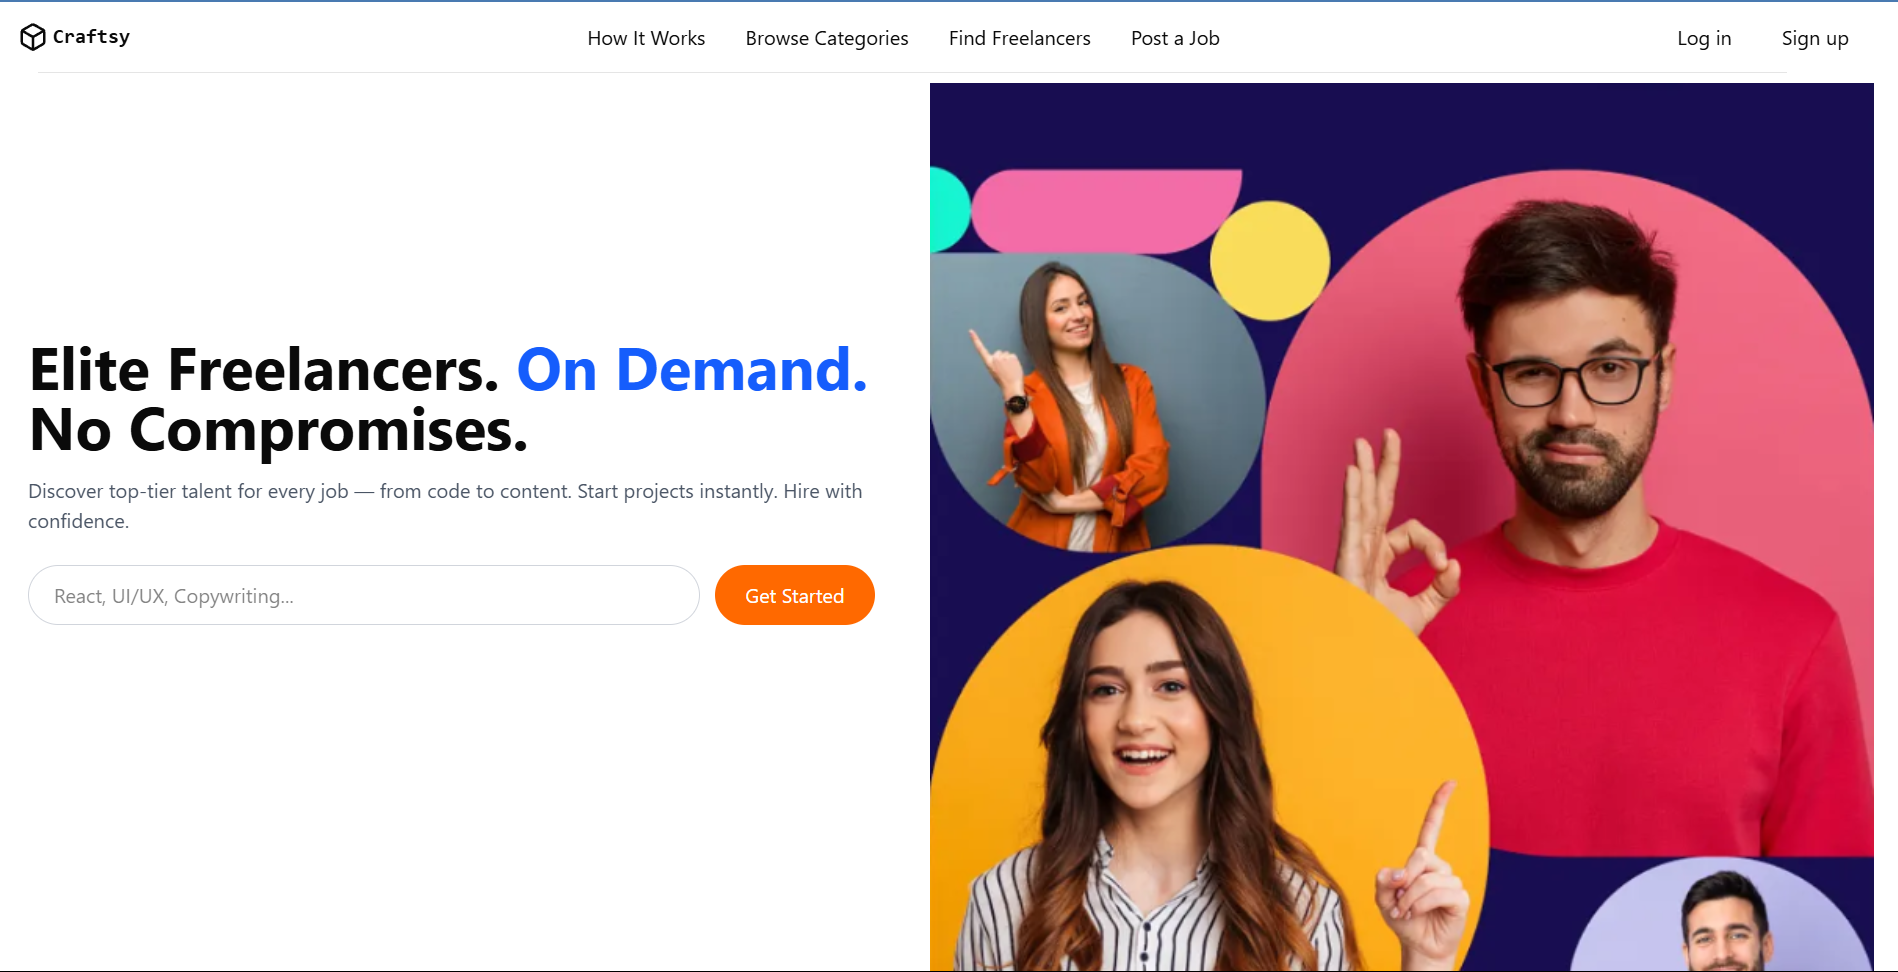 Craftsy
How It Works
Browse Categories
Find Freelancers
Post a Job
Log in
Sign up
Elite Freelancers. On Demand.
No Compromises.
Discover top-tier talent for every job — from code to content. Start projects instantly. Hire with
confidence.
React, UI/UX, Copywriting...
Get Started